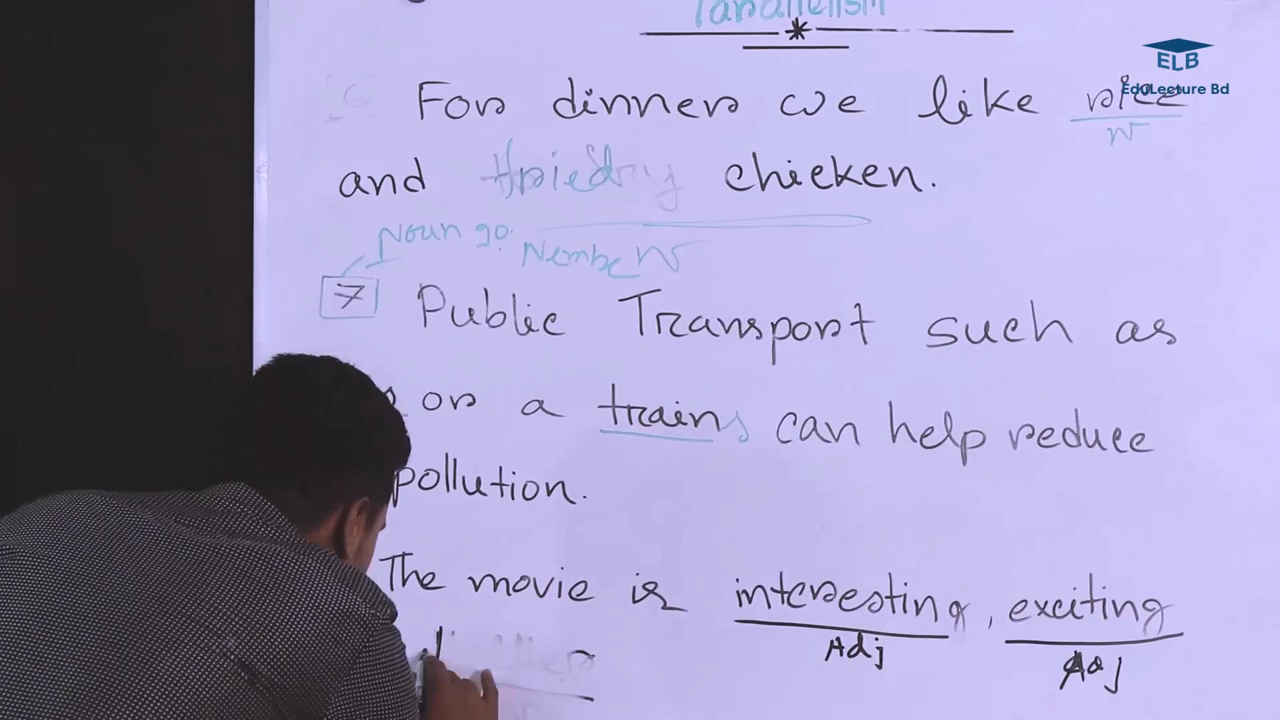 Parallelism
ELB
EduLecture Bd
For dinner we like rice
N
and fried chicken.
Noun go. Number N
7 Public Transport such as
or a trains can help reduce
pollution.
The movie is interesting, exciting
Adj Adj